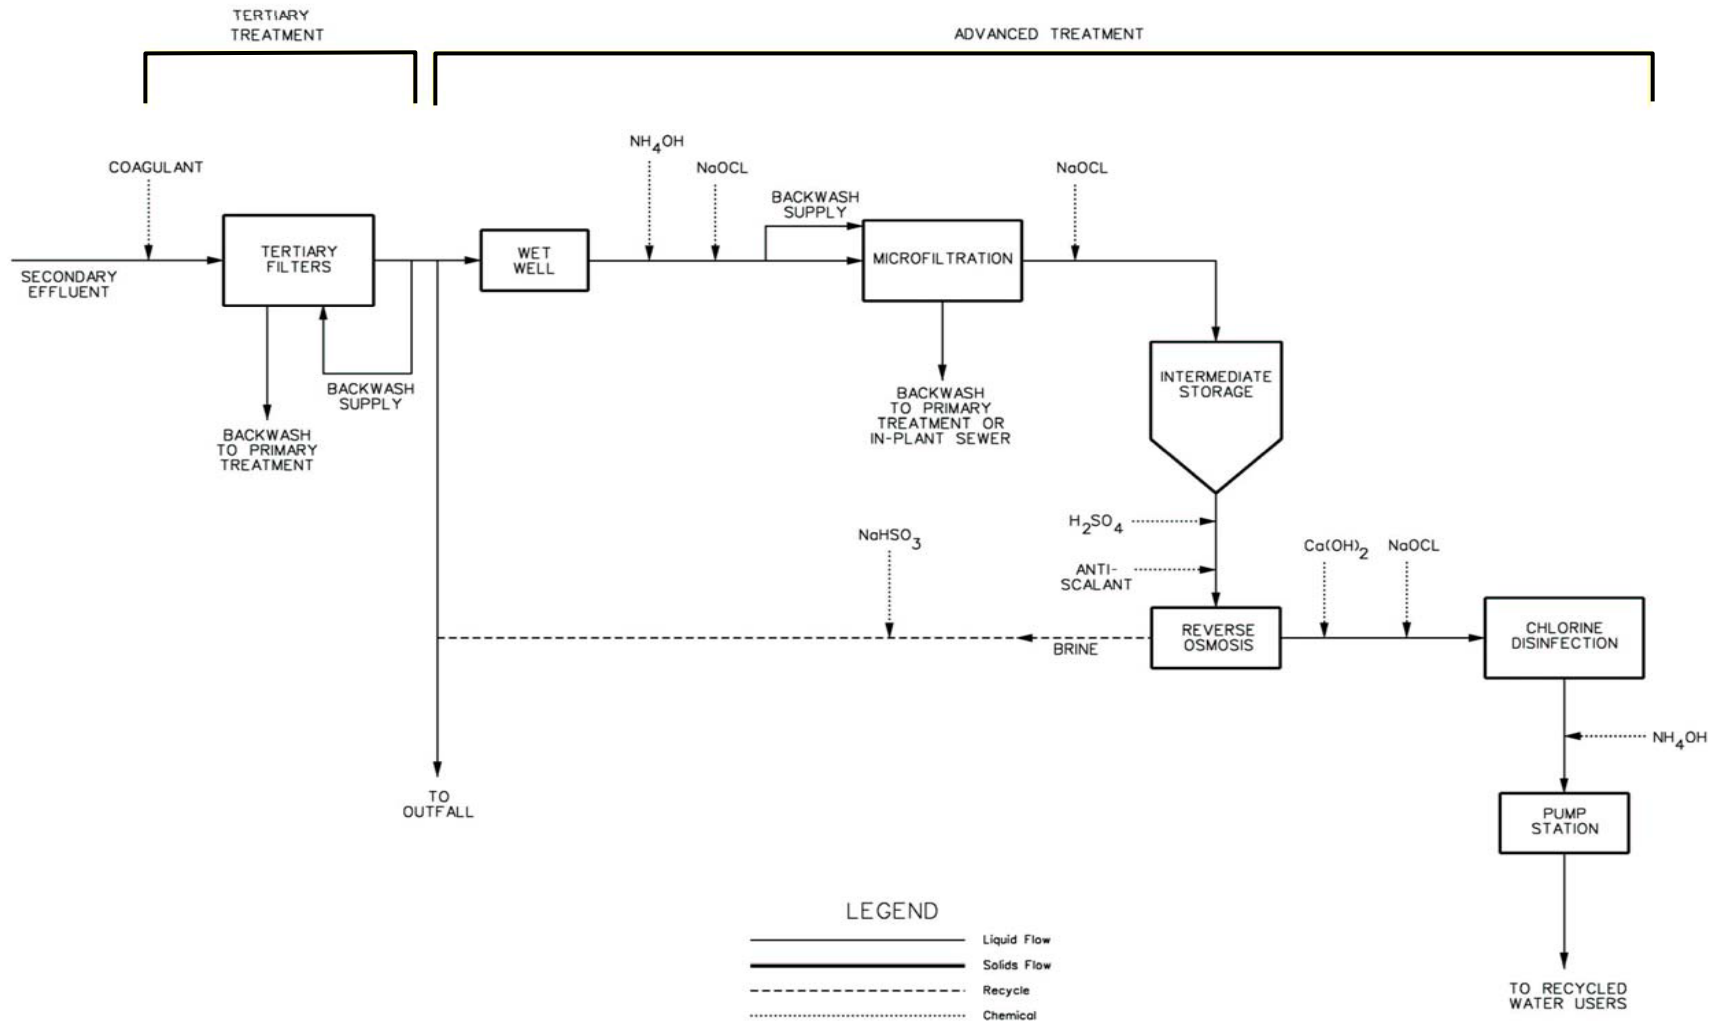 TERTIARY
TREATMENT
ADVANCED TREATMENT
NH4OH
COAGULANT
NaOCL
NaOCL
BACKWASH
SUPPLY
TERTIARY
FILTERS
WET
WELL
MICROFILTRATION
SECONDARY
EFFLUENT
BACKWASH
SUPPLY
BACKWASH
TO PRIMARY
TREATMENT
BACKWASH
TO PRIMARY
TREATMENT OR
IN-PLANT SEWER
INTERMEDIATE
STORAGE
H2SO4
NaHSO3
Ca(OH)2
NaOCL
ANTI-
SCALANT
BRINE
REVERSE
OSMOSIS
CHLORINE
DISINFECTION
NH4OH
TO
OUTFALL
PUMP
STATION
LEGEND
Liquid Flow
Solids Flow
Recycle
Chemical
TO RECYCLED
WATER USERS